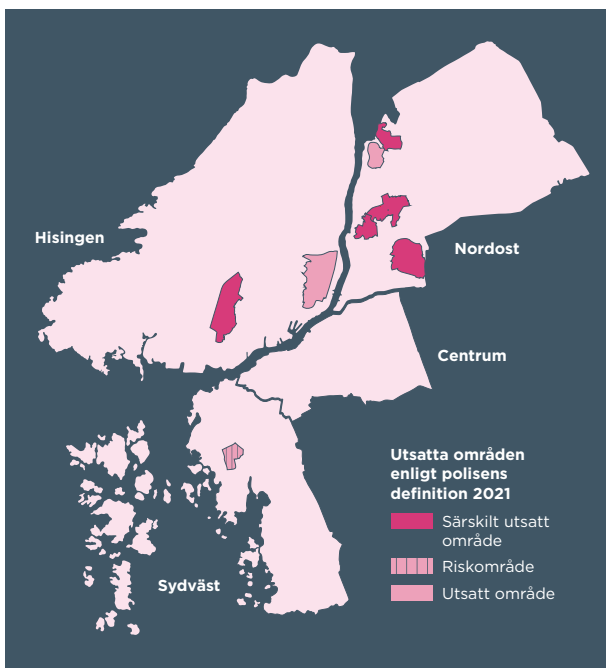 Hisingen
Nordost
Centrum
Sydväst
Utsatta områden
enligt polisens
definition 2021
Särskilt utsatt
område
Riskområde
Utsatt område